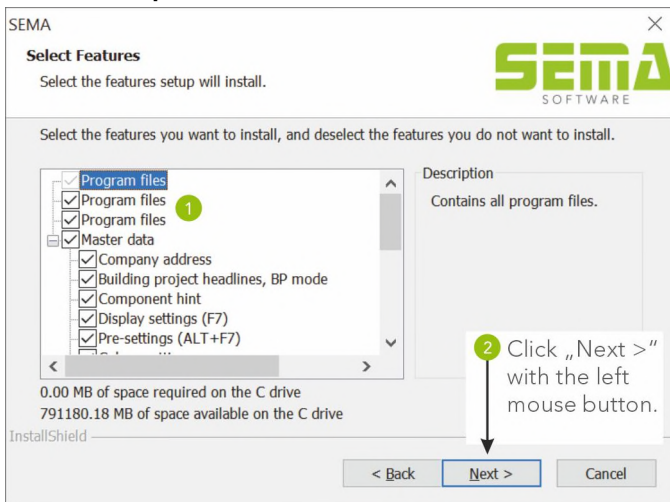 SEMA
Select Features
Select the features setup will install.
SEMA
SOFTWARE
Select the features you want to install, and deselect the features you do not want to install.
Program files
Program files
1
Program files
Master data
Company address
Building project headlines, BP mode
Component hint
Display settings (F7)
Pre-settings (ALT+F7)
Description
Contains all program files.
2 Click „Next >“
with the left
mouse button.
0.00 MB of space required on the C drive
791180.18 MB of space available on the C drive
InstallShield
< Back
Next >
Cancel